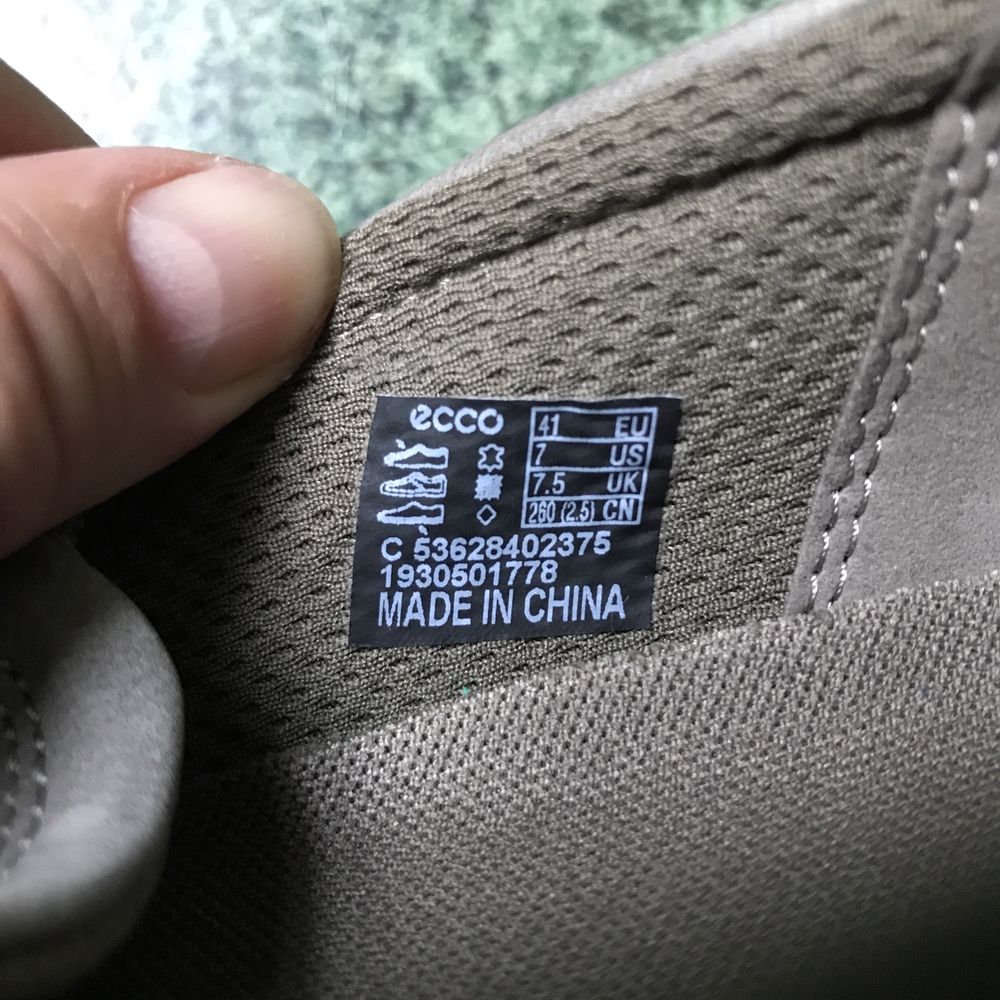 ecco
41 EU
7 US
7.5 UK
260 (2.5) CN
C 53628402375
1930501778
MADE IN CHINA